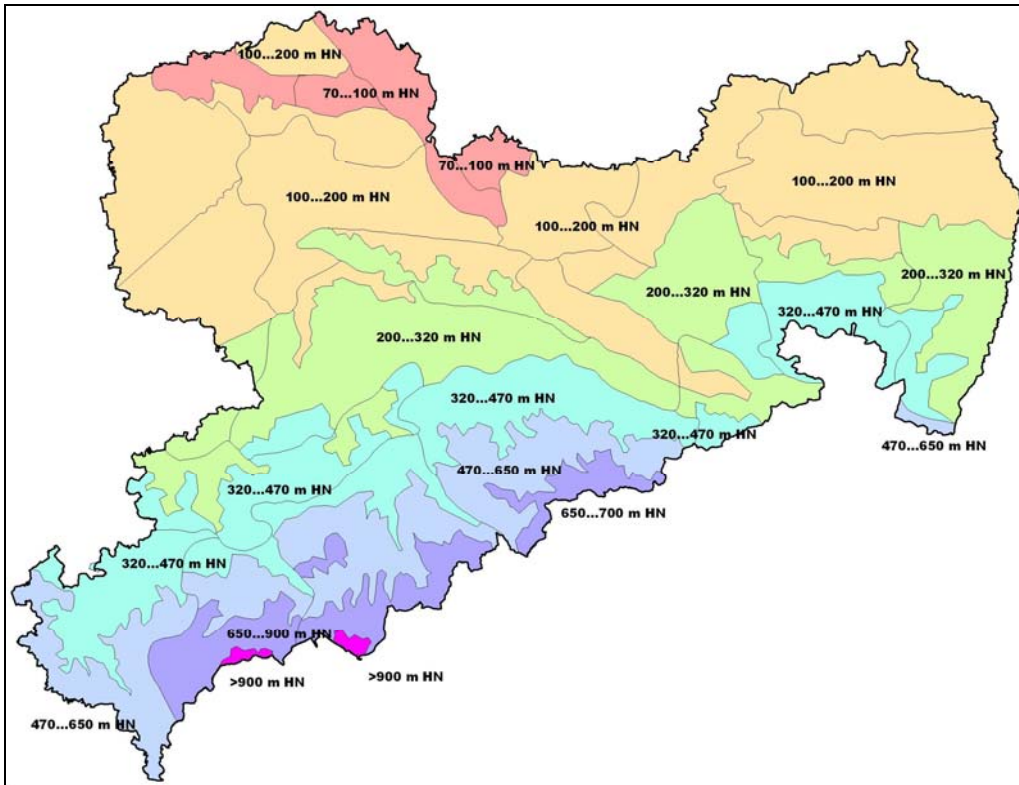 100...200 m HN
70...100 m HN
70...100 m HN
100...200 m HN
100...200 m HN
100...200 m HN
200...320 m HN
200...320 m HN
320...470 m HN
200...320 m HN
320...470 m HN
320...470 m HN
470...650 m HN
470...650 m HN
320...470 m HN
650...700 m HN
320...470 m HN
650...900 m HN
>900 m HN
>900 m HN
470...650 m HN